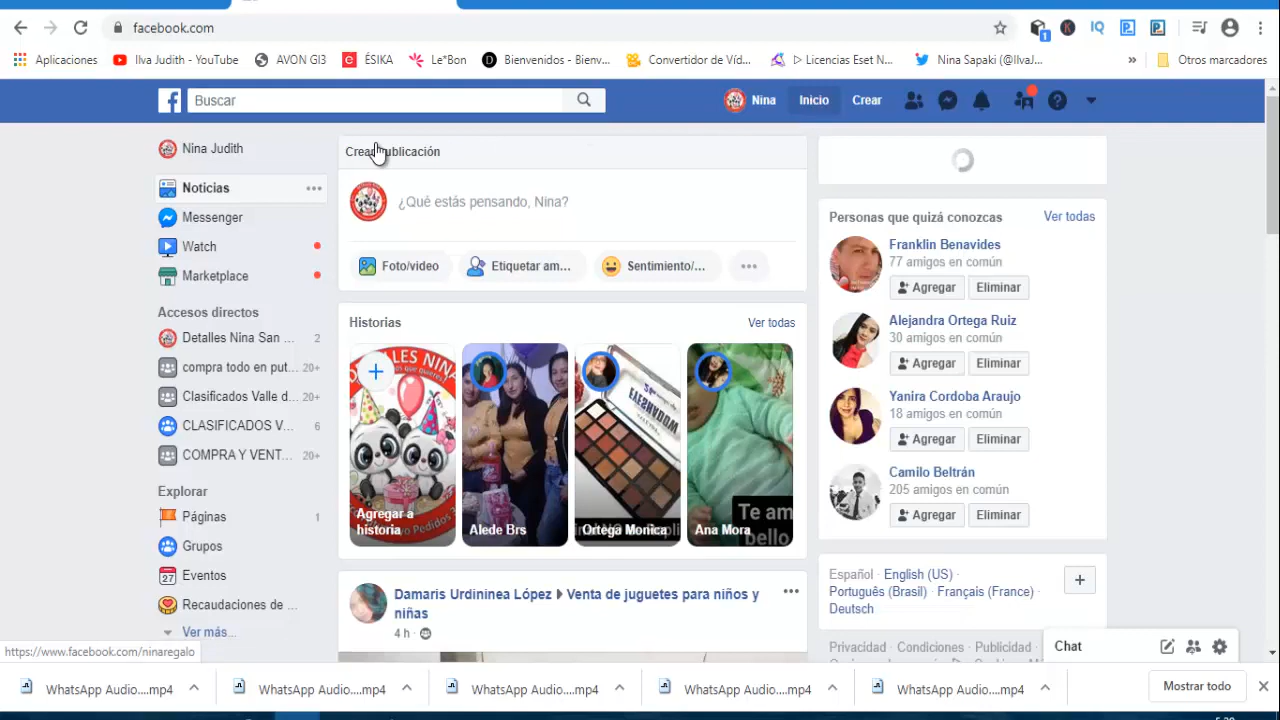 facebook.com
1
Aplicaciones
Ilva Judith - YouTube
AVON GI3
ÉSIKA
Le*Bon
Bienvenidos - Bienv...
Convertidor de Víd...
Licencias Eset N...
Nina Sapaki (@IlvaJ...
»
Otros marcadores
Buscar
Nina
Inicio
Crear
Nina Judith
Noticias
Messenger
Watch
Marketplace
Accesos directos
Detalles Nina San ... 2
compra todo en put... 20+
Clasificados Valle d... 20+
CLASIFICADOS V... 6
COMPRA Y VENT... 20+
Explorar
Páginas 1
Grupos
Eventos
Recaudaciones de ...
Ver más...
https://www.facebook.com/ninaregalo
Crear publicación
¿Qué estás pensando, Nina?
Foto/video
Etiquetar am...
Sentimiento/...
Historias
Ver todas
Agregar a
historia
Alede Brs
Ortega Monica
Ana Mora
Te am
bello
Damaris Urdininea López
Venta de juguetes para niños y
niñas
4 h
Personas que quizá conozcas
Ver todas
Franklin Benavides
77 amigos en común
Agregar
Eliminar
Alejandra Ortega Ruiz
30 amigos en común
Agregar
Eliminar
Yanira Cordoba Araujo
18 amigos en común
Agregar
Eliminar
Camilo Beltrán
205 amigos en común
Agregar
Eliminar
Español · English (US) ·
Português (Brasil) · Français (France) ·
Deutsch
Privacidad · Condiciones · Publicidad ·
Chat
WhatsApp Audio....mp4
WhatsApp Audio....mp4
WhatsApp Audio....mp4
WhatsApp Audio....mp4
WhatsApp Audio....mp4
Mostrar todo